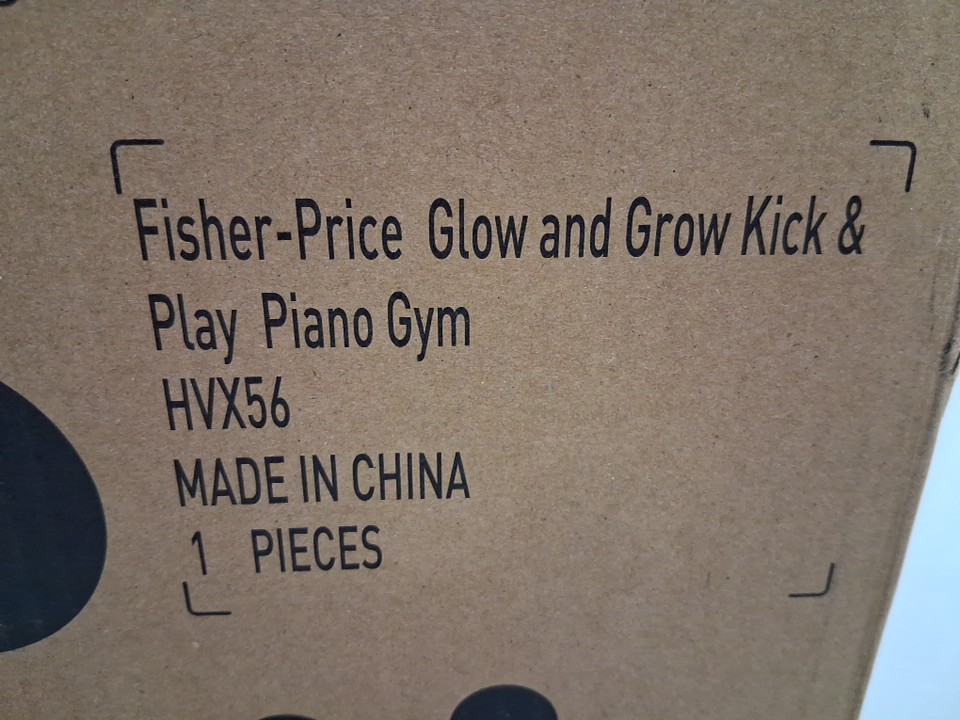 Fisher-Price Glow and Grow Kick &
Play Piano Gym
HVX56
MADE IN CHINA
1 PIECES